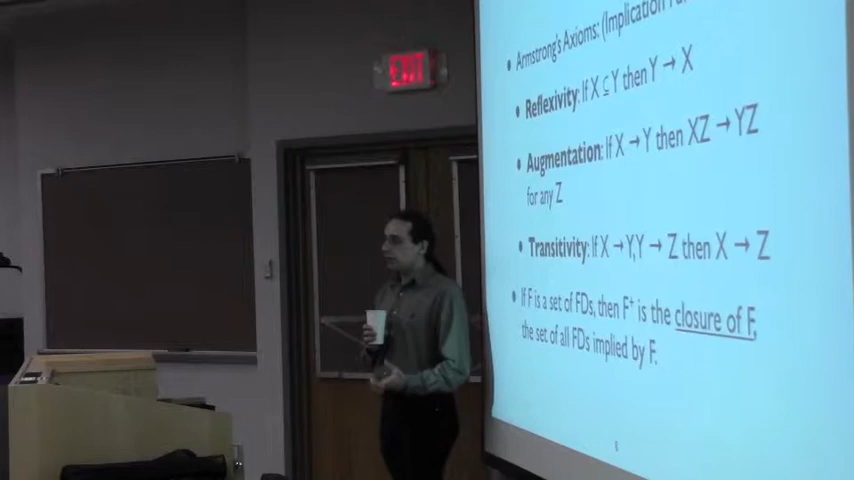 EXIT
Armstrong's Axioms: (Implication
Reflexivity: If X ⊆ Y then Y → X
Augmentation: If X → Y then XZ → YZ
for any Z
Transitivity: If X → Y, Y → Z then X → Z
If F is a set of FDs, then F⁺ is the closure of F,
the set of all FDs implied by F.